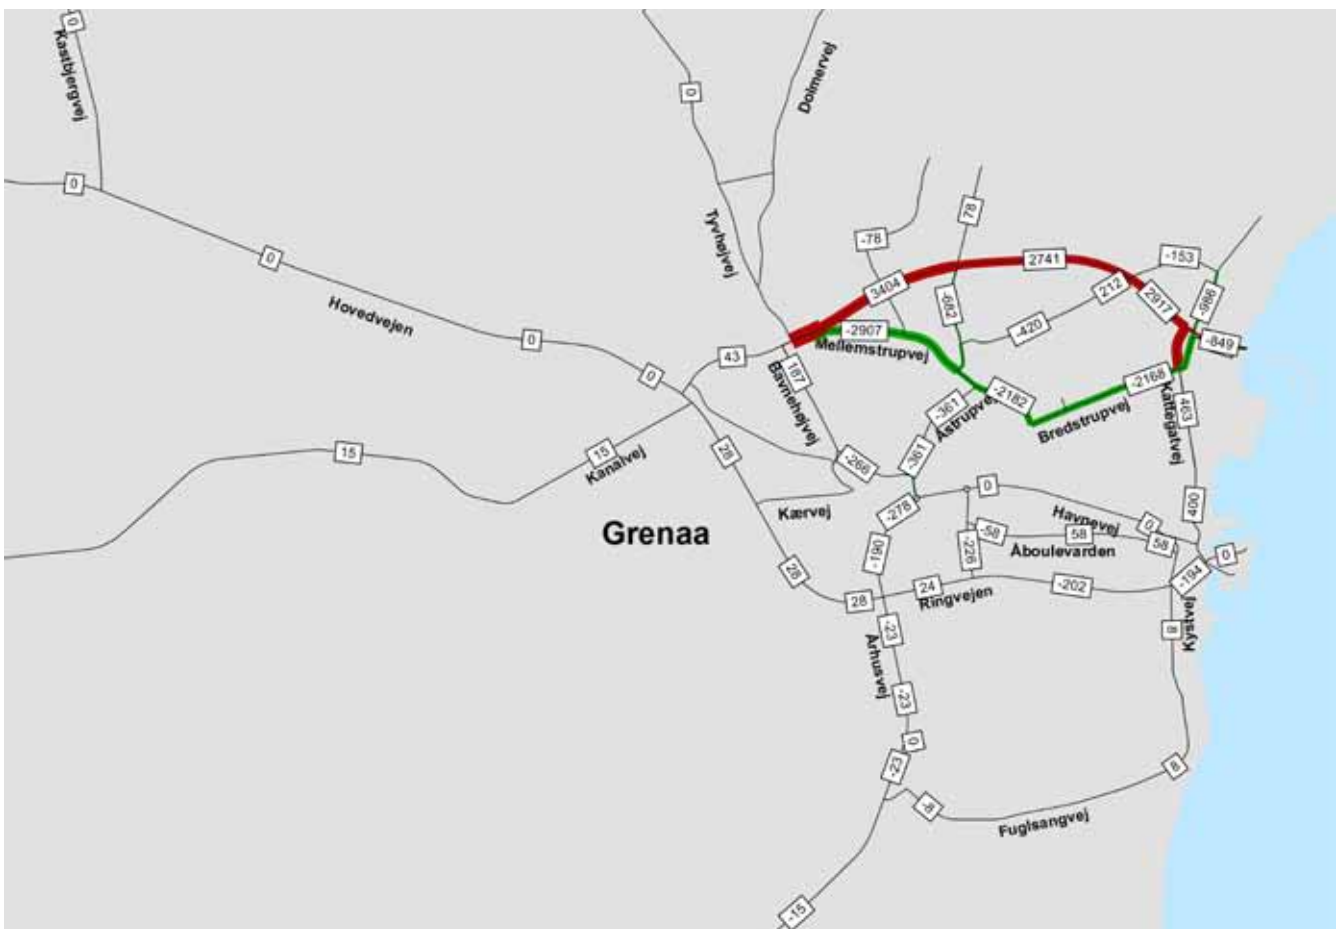 0
Kastbjergvej
0
Dolmervej
0
0
Tyvhøjvej
78
-78
-153
2741
0
Hovedvejen
3404
212
2917
-986
-682
-420
-849
0
-2907
Mellemstrupvej
43
187
Bavnehøjvej
0
-2182
-2168
-361
Åstrupvej
Bredstrupvej
Kattegatvej
463
15
15
Kanalvej
28
-266
-361
0
400
-278
Kærvej
Havnevej
0
Grenaa
-58
58
58
Åboulevarden
-190
-226
0
28
-194
28
24
-202
Ringvejen
Kystvej
8
-23
Århusvej
-23
0
-23
8
-8
Fuglsangvej
-15